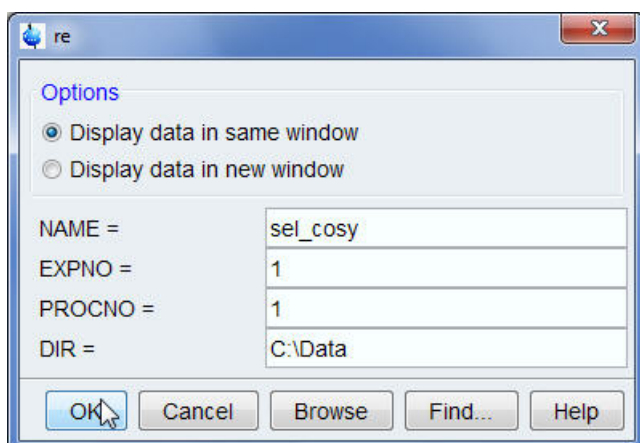 re
Options
Display data in same window
Display data in new window
NAME = sel_cosy
EXPNO = 1
PROCNO = 1
DIR = C:\Data
OK Cancel Browse Find... Help